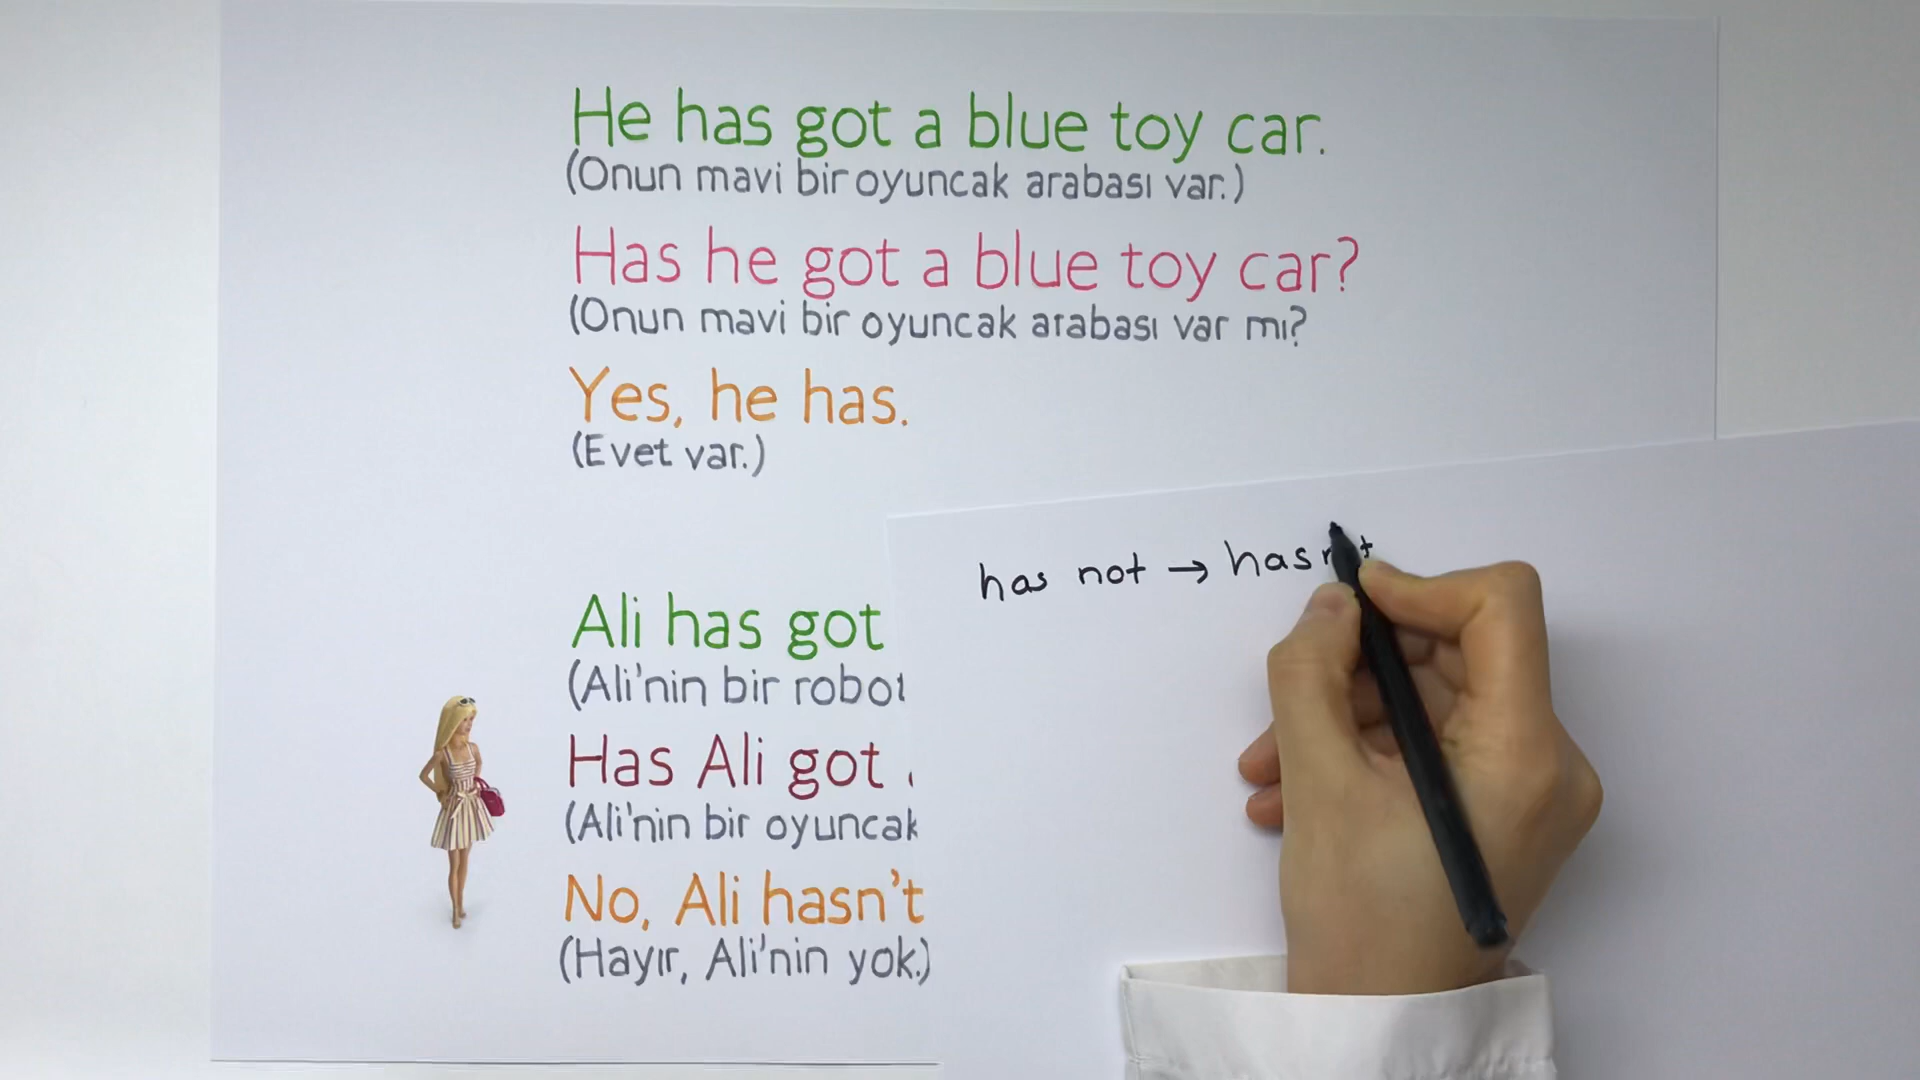 He has got a blue toy car.
(Onun mavi bir oyuncak arabası var.)
Has he got a blue toy car?
(Onun mavi bir oyuncak arabası var mı?
Yes, he has.
(Evet var.)
has not → has
Ali has got
(Ali'nin bir
Has Ali got
(Ali'nin bir oyuncak
No, Ali hasn't
(Hayır, Ali'nin yok.)